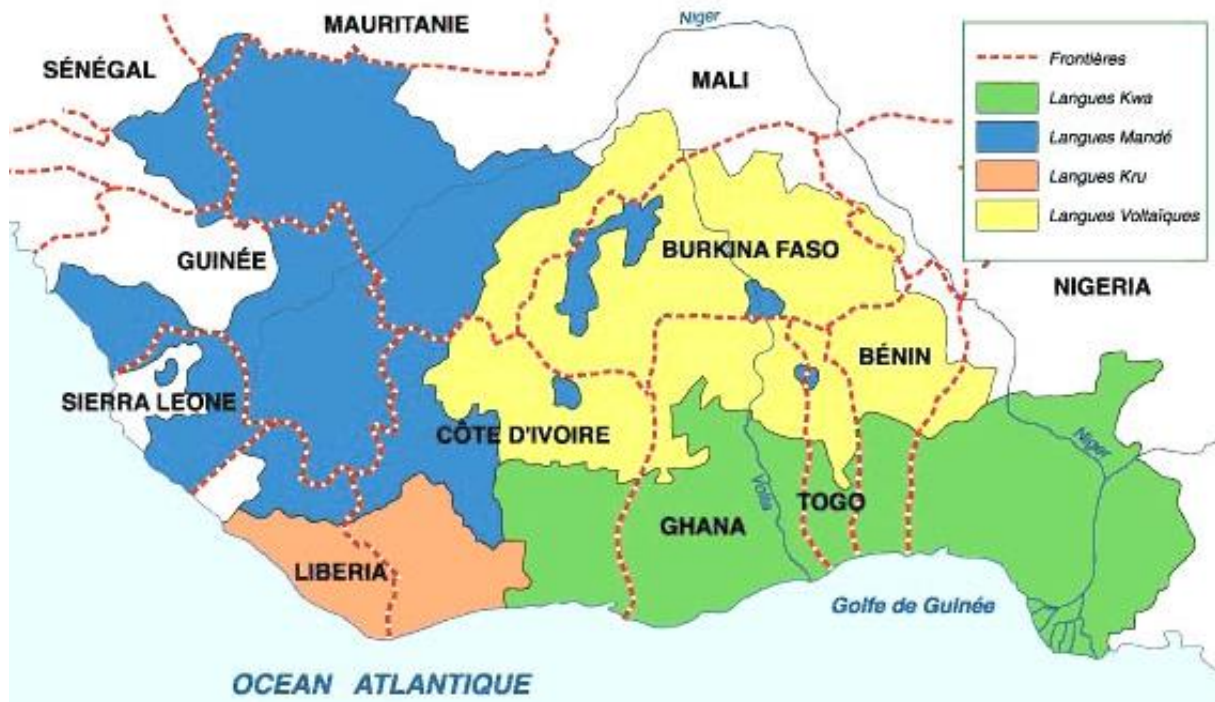 MAURITANIE
Niger
SÉNÉGAL
MALI
Frontières
Langues Kwa
Langues Mandé
Langues Kru
Langues Voltaïques
GUINÉE
BURKINA FASO
NIGERIA
BÉNIN
SIERRA LEONE
CÔTE D'IVOIRE
Niger
Volta
TOGO
GHANA
LIBERIA
Golfe de Guinée
OCEAN ATLANTIQUE